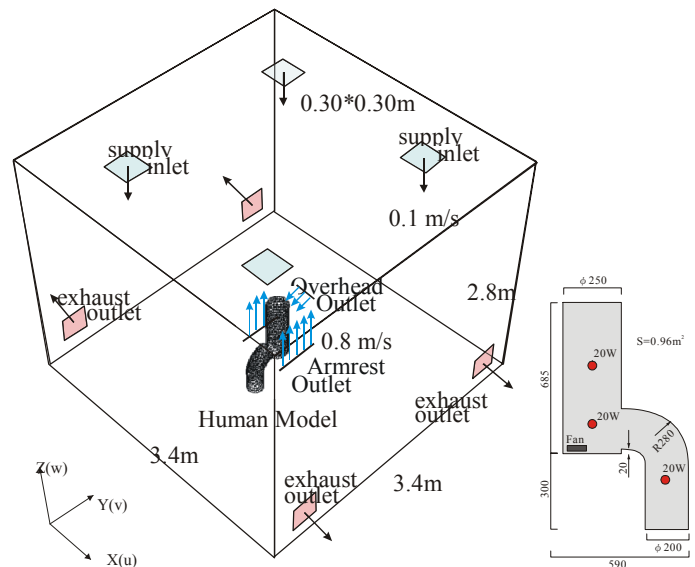 0.30*0.30m
supply
inlet
supply
inlet
0.1 m/s
2.8m
Overhead
Outlet
exhaust
outlet
0.8 m/s
Armrest
Outlet
exhaust
outlet
Human Model
3.4m
3.4m
exhaust
outlet
Z(w)
Y(v)
X(u)
ϕ250
S=0.96m²
20W
685
20W
Fan
R280
20
20W
300
ϕ200
590